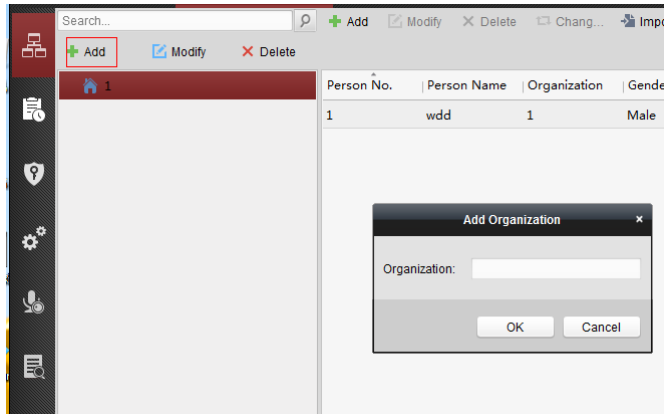 Search...
Add Modify Delete Chang... Impo
Add Modify Delete
1
Person No. Person Name Organization Gende
1 wdd 1 Male
Add Organization
Organization:
OK Cancel